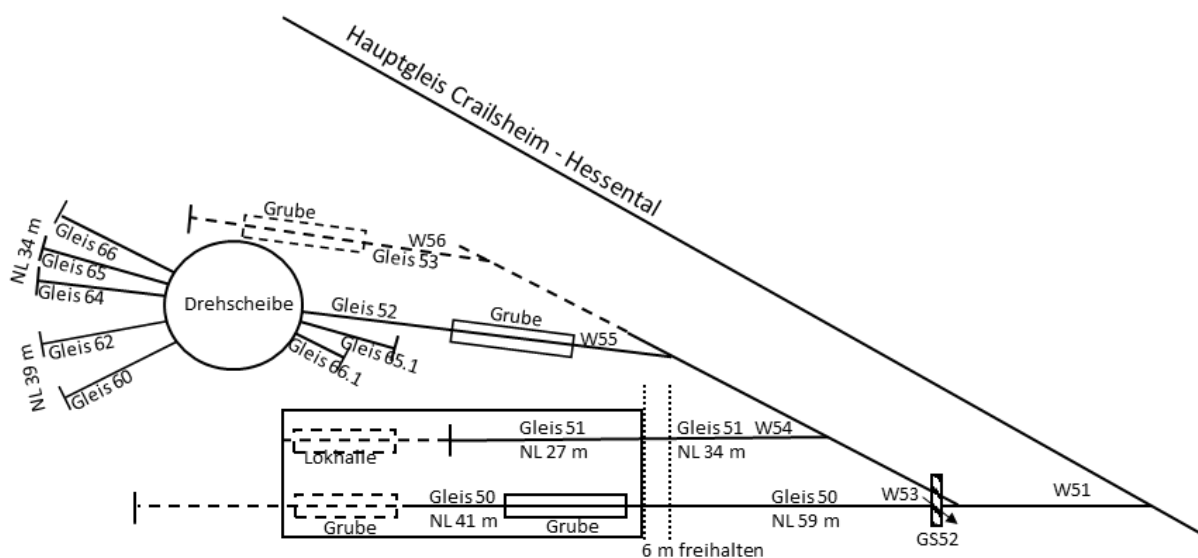 Hauptgleis Crailsheim - Hessental
Grube
W56
Gleis 53
NL 34 m
Gleis 66
Gleis 65
Gleis 64
Drehscheibe
Gleis 52
Grube
W55
Gleis 65.1
Gleis 66.1
NL 39 m
Gleis 62
Gleis 60
Gleis 51
NL 27 m
Gleis 51
W54
NL 34 m
Lokhalle
Gleis 50
NL 41 m
Grube
Grube
Gleis 50
NL 59 m
W53
W51
GS52
6 m freihalten